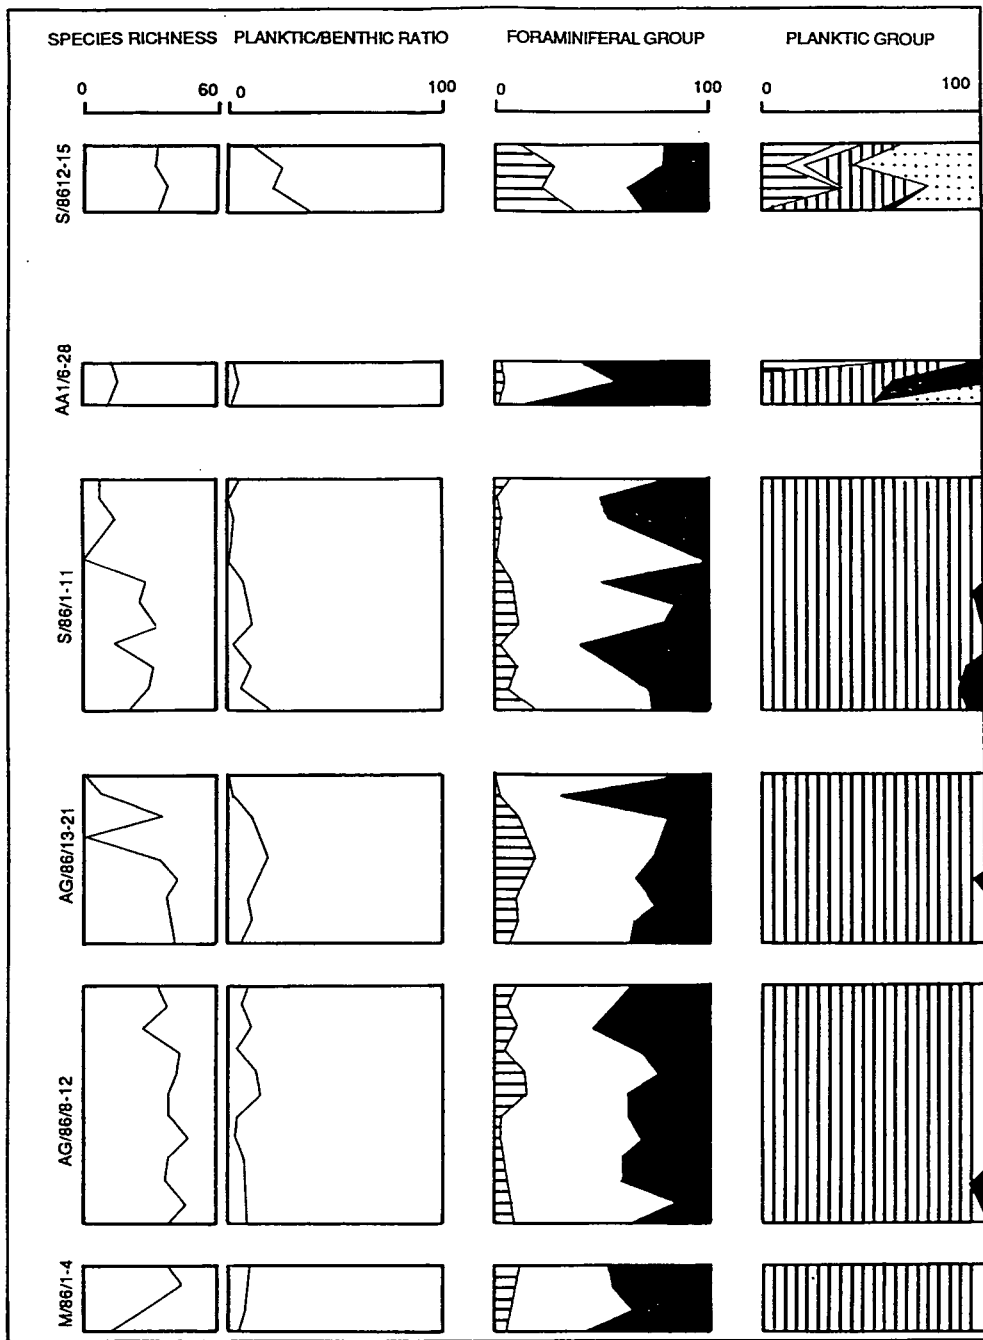 SPECIES RICHNESS PLANKTIC/BENTHIC RATIO FORAMINIFERAL GROUP PLANKTIC GROUP
0 60 0 100 0 100 0 100
S/8612-15
AA1/6-28
S/86/1-11
AG/86/13-21
AG/86/8-12
M/86/1-4